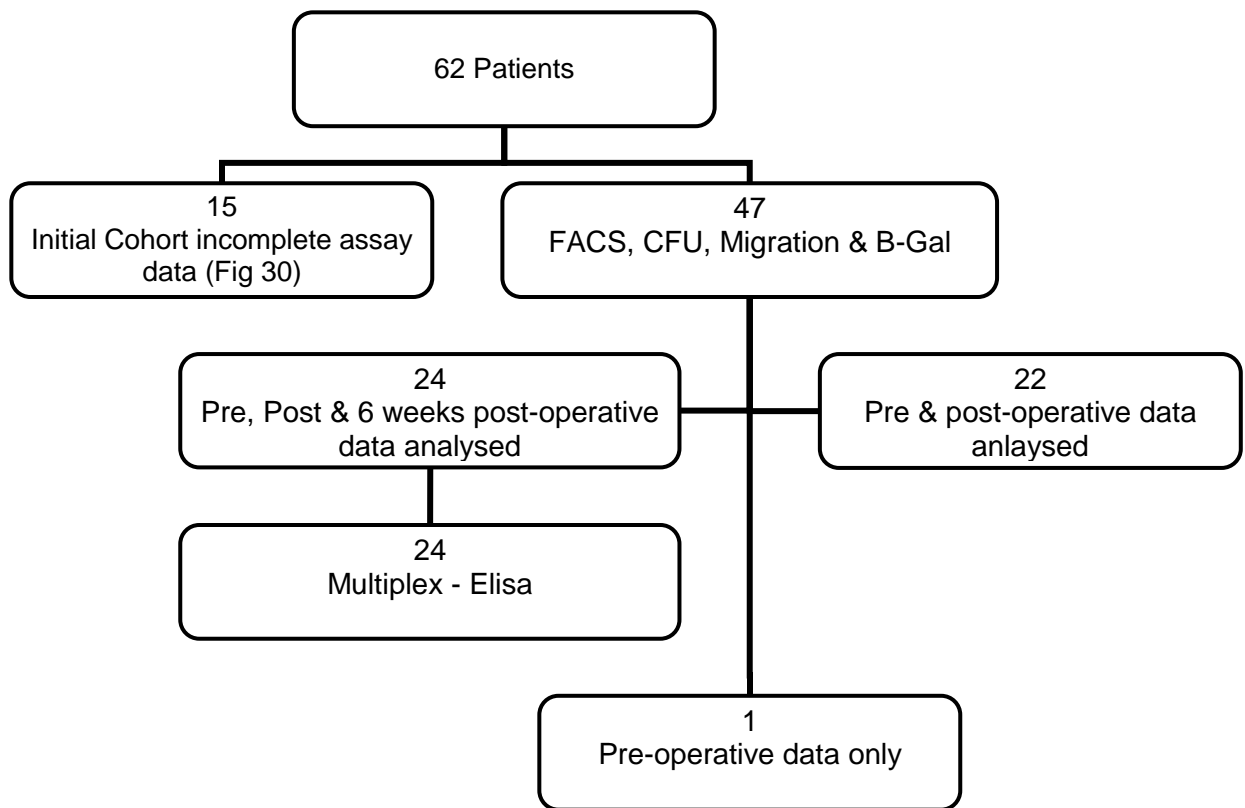 62 Patients
15
Initial Cohort incomplete assay
data (Fig 30)
47
FACS, CFU, Migration & B-Gal
24
Pre, Post & 6 weeks post-operative
data analysed
22
Pre & post-operative data
anlaysed
24
Multiplex - Elisa
1
Pre-operative data only